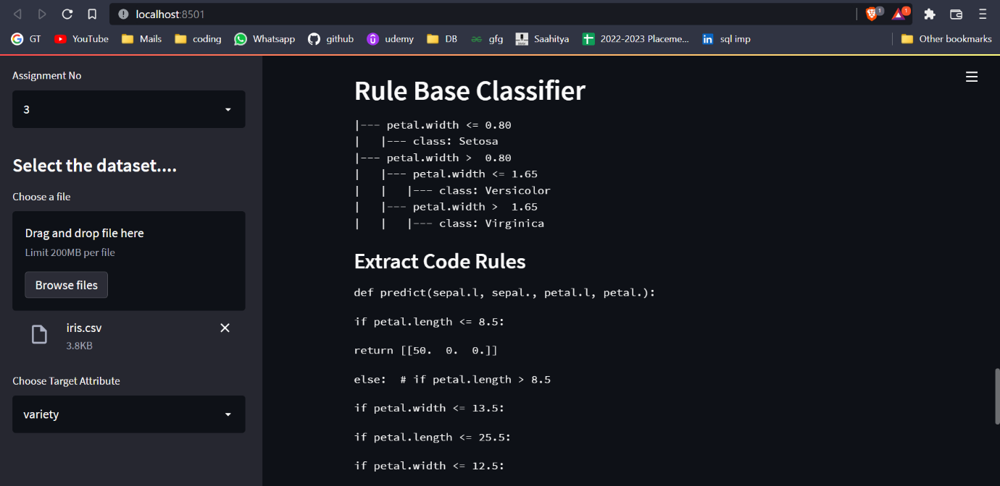 localhost:8501
1
1
GT YouTube Mails coding Whatsapp github udemy DB gfg Saahitya 2022-2023 Placeme... sql imp Other bookmarks
Assignment No
3
Select the dataset....
Choose a file
Drag and drop file here
Limit 200MB per file
Browse files
iris.csv
3.8KB
Choose Target Attribute
variety
Rule Base Classifier
|--- petal.width <= 0.80
|   |--- class: Setosa
|--- petal.width >  0.80
|   |--- petal.width <= 1.65
|   |   |--- class: Versicolor
|   |--- petal.width >  1.65
|   |   |--- class: Virginica
Extract Code Rules
def predict(sepal.l, sepal., petal.l, petal.):
if petal.length <= 8.5:
return [[50.  0.  0.]]
else:  # if petal.length > 8.5
if petal.width <= 13.5:
if petal.length <= 25.5:
if petal.width <= 12.5: